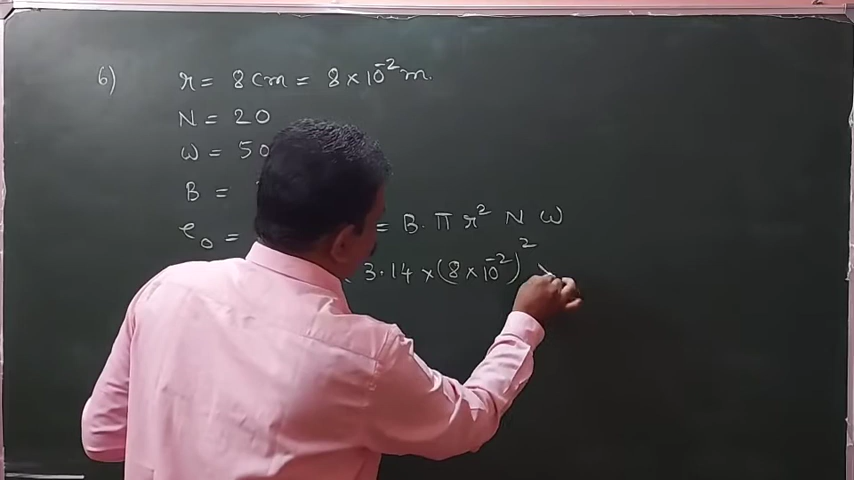 6) r = 8 cm = 8 × 10⁻² m.
N = 20
ω = 50
B =
e₀ = = B. π r² N ω
3.14 × (8 × 10⁻²)² ×